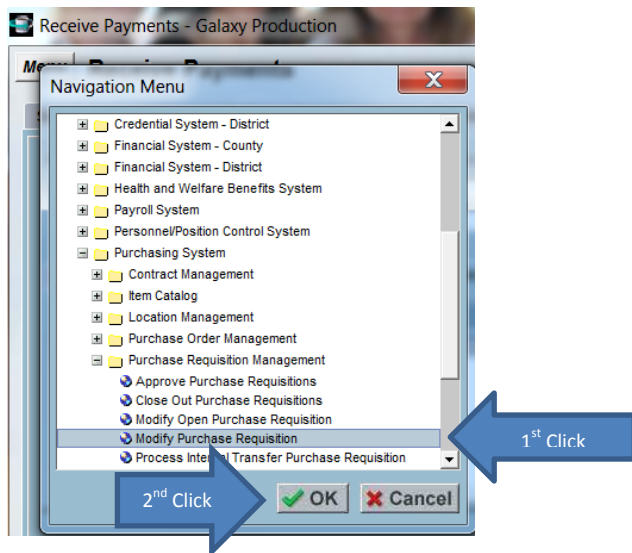 Receive Payments - Galaxy Production
Navigation Menu
Credential System - District
Financial System - County
Financial System - District
Health and Welfare Benefits System
Payroll System
Personnel/Position Control System
Purchasing System
Contract Management
Item Catalog
Location Management
Purchase Order Management
Purchase Requisition Management
Approve Purchase Requisitions
Close Out Purchase Requisitions
Modify Open Purchase Requisition
Modify Purchase Requisition
1st Click
Process Internal Transfer Purchase Requisition
2nd Click
OK
Cancel